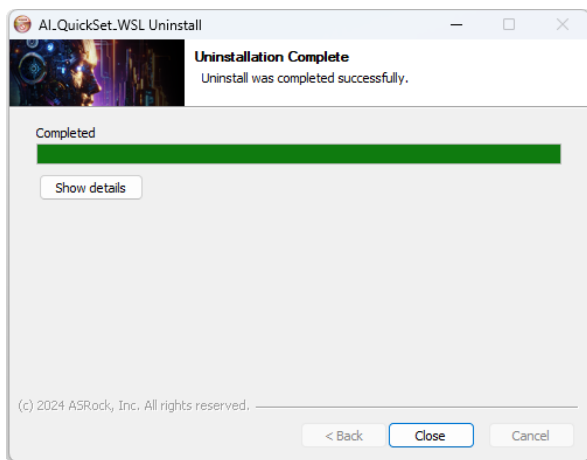 AI_QuickSet_WSL Uninstall
Uninstallation Complete
Uninstall was completed successfully.
Completed
Show details
(c) 2024 ASRock, Inc. All rights reserved.
< Back Close Cancel